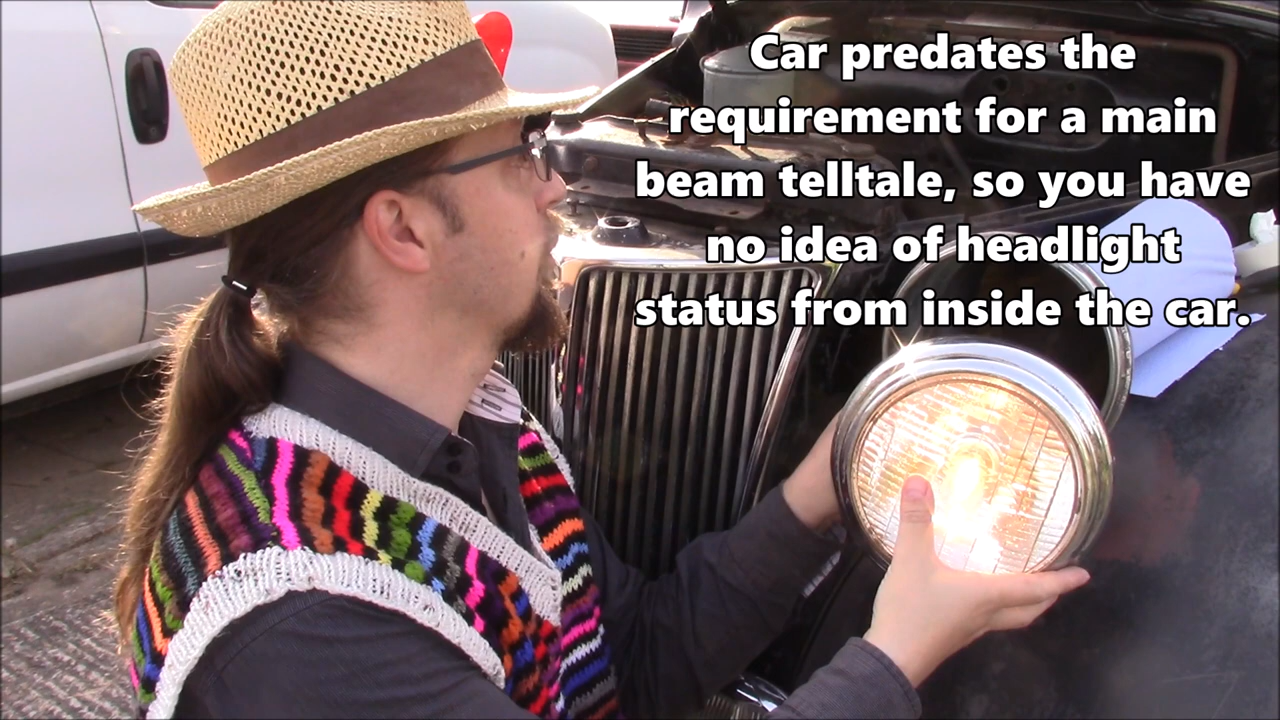 Car predates the
requirement for a main
beam telltale, so you have
no idea of headlight
status from inside the car.